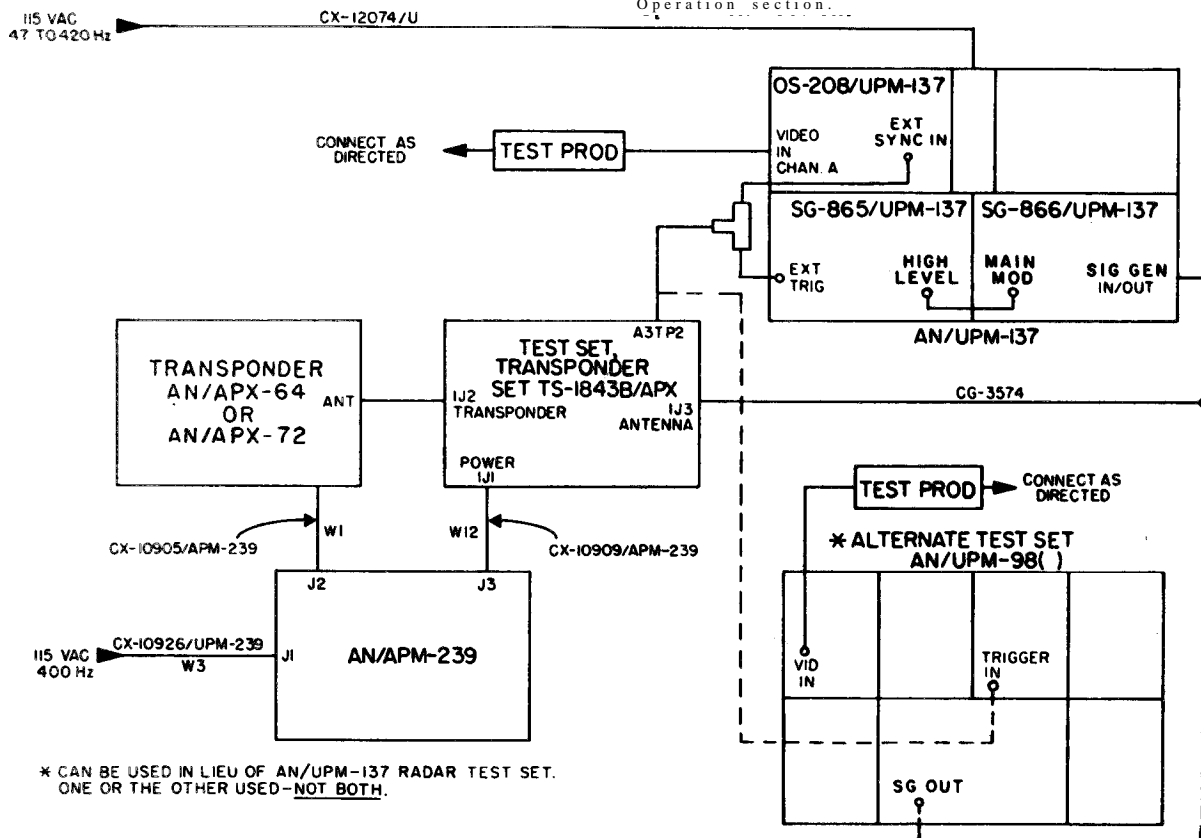 Operation section.
115 VAC
47 TO 420 Hz
CX-12074/U
OS-208/UPM-137
VIDEO
IN
CHAN. A
EXT
SYNC IN
CONNECT AS
DIRECTED
TEST PROD
SG-865/UPM-137
SG-866/UPM-137
EXT
TRIG
HIGH
LEVEL
MAIN
MOD
SIG GEN
IN/OUT
AN/UPM-137
A3TP2
TRANSPONDER
AN/APX-64
OR
AN/APX-72
ANT
TEST SET,
TRANSPONDER
SET TS-1843B/APX
1J2
TRANSPONDER
1J3
ANTENNA
CG-3574
POWER
1J1
W1
CX-10905/APM-239
W12
CX-10909/APM-239
TEST PROD
CONNECT AS
DIRECTED
* ALTERNATE TEST SET
AN/UPM-98( )
J2
J3
115 VAC
400 Hz
CX-10926/UPM-239
W3
J1
AN/APM-239
VID
IN
TRIGGER
IN
SG OUT
* CAN BE USED IN LIEU OF AN/UPM-137 RADAR TEST SET.
ONE OR THE OTHER USED-NOT BOTH.